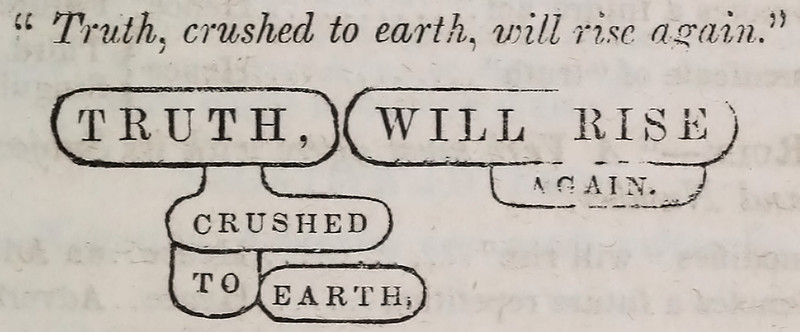 “ Truth, crushed to earth, will rise again.”
TRUTH, WILL RISE
AGAIN.
CRUSHED
TO EARTH,